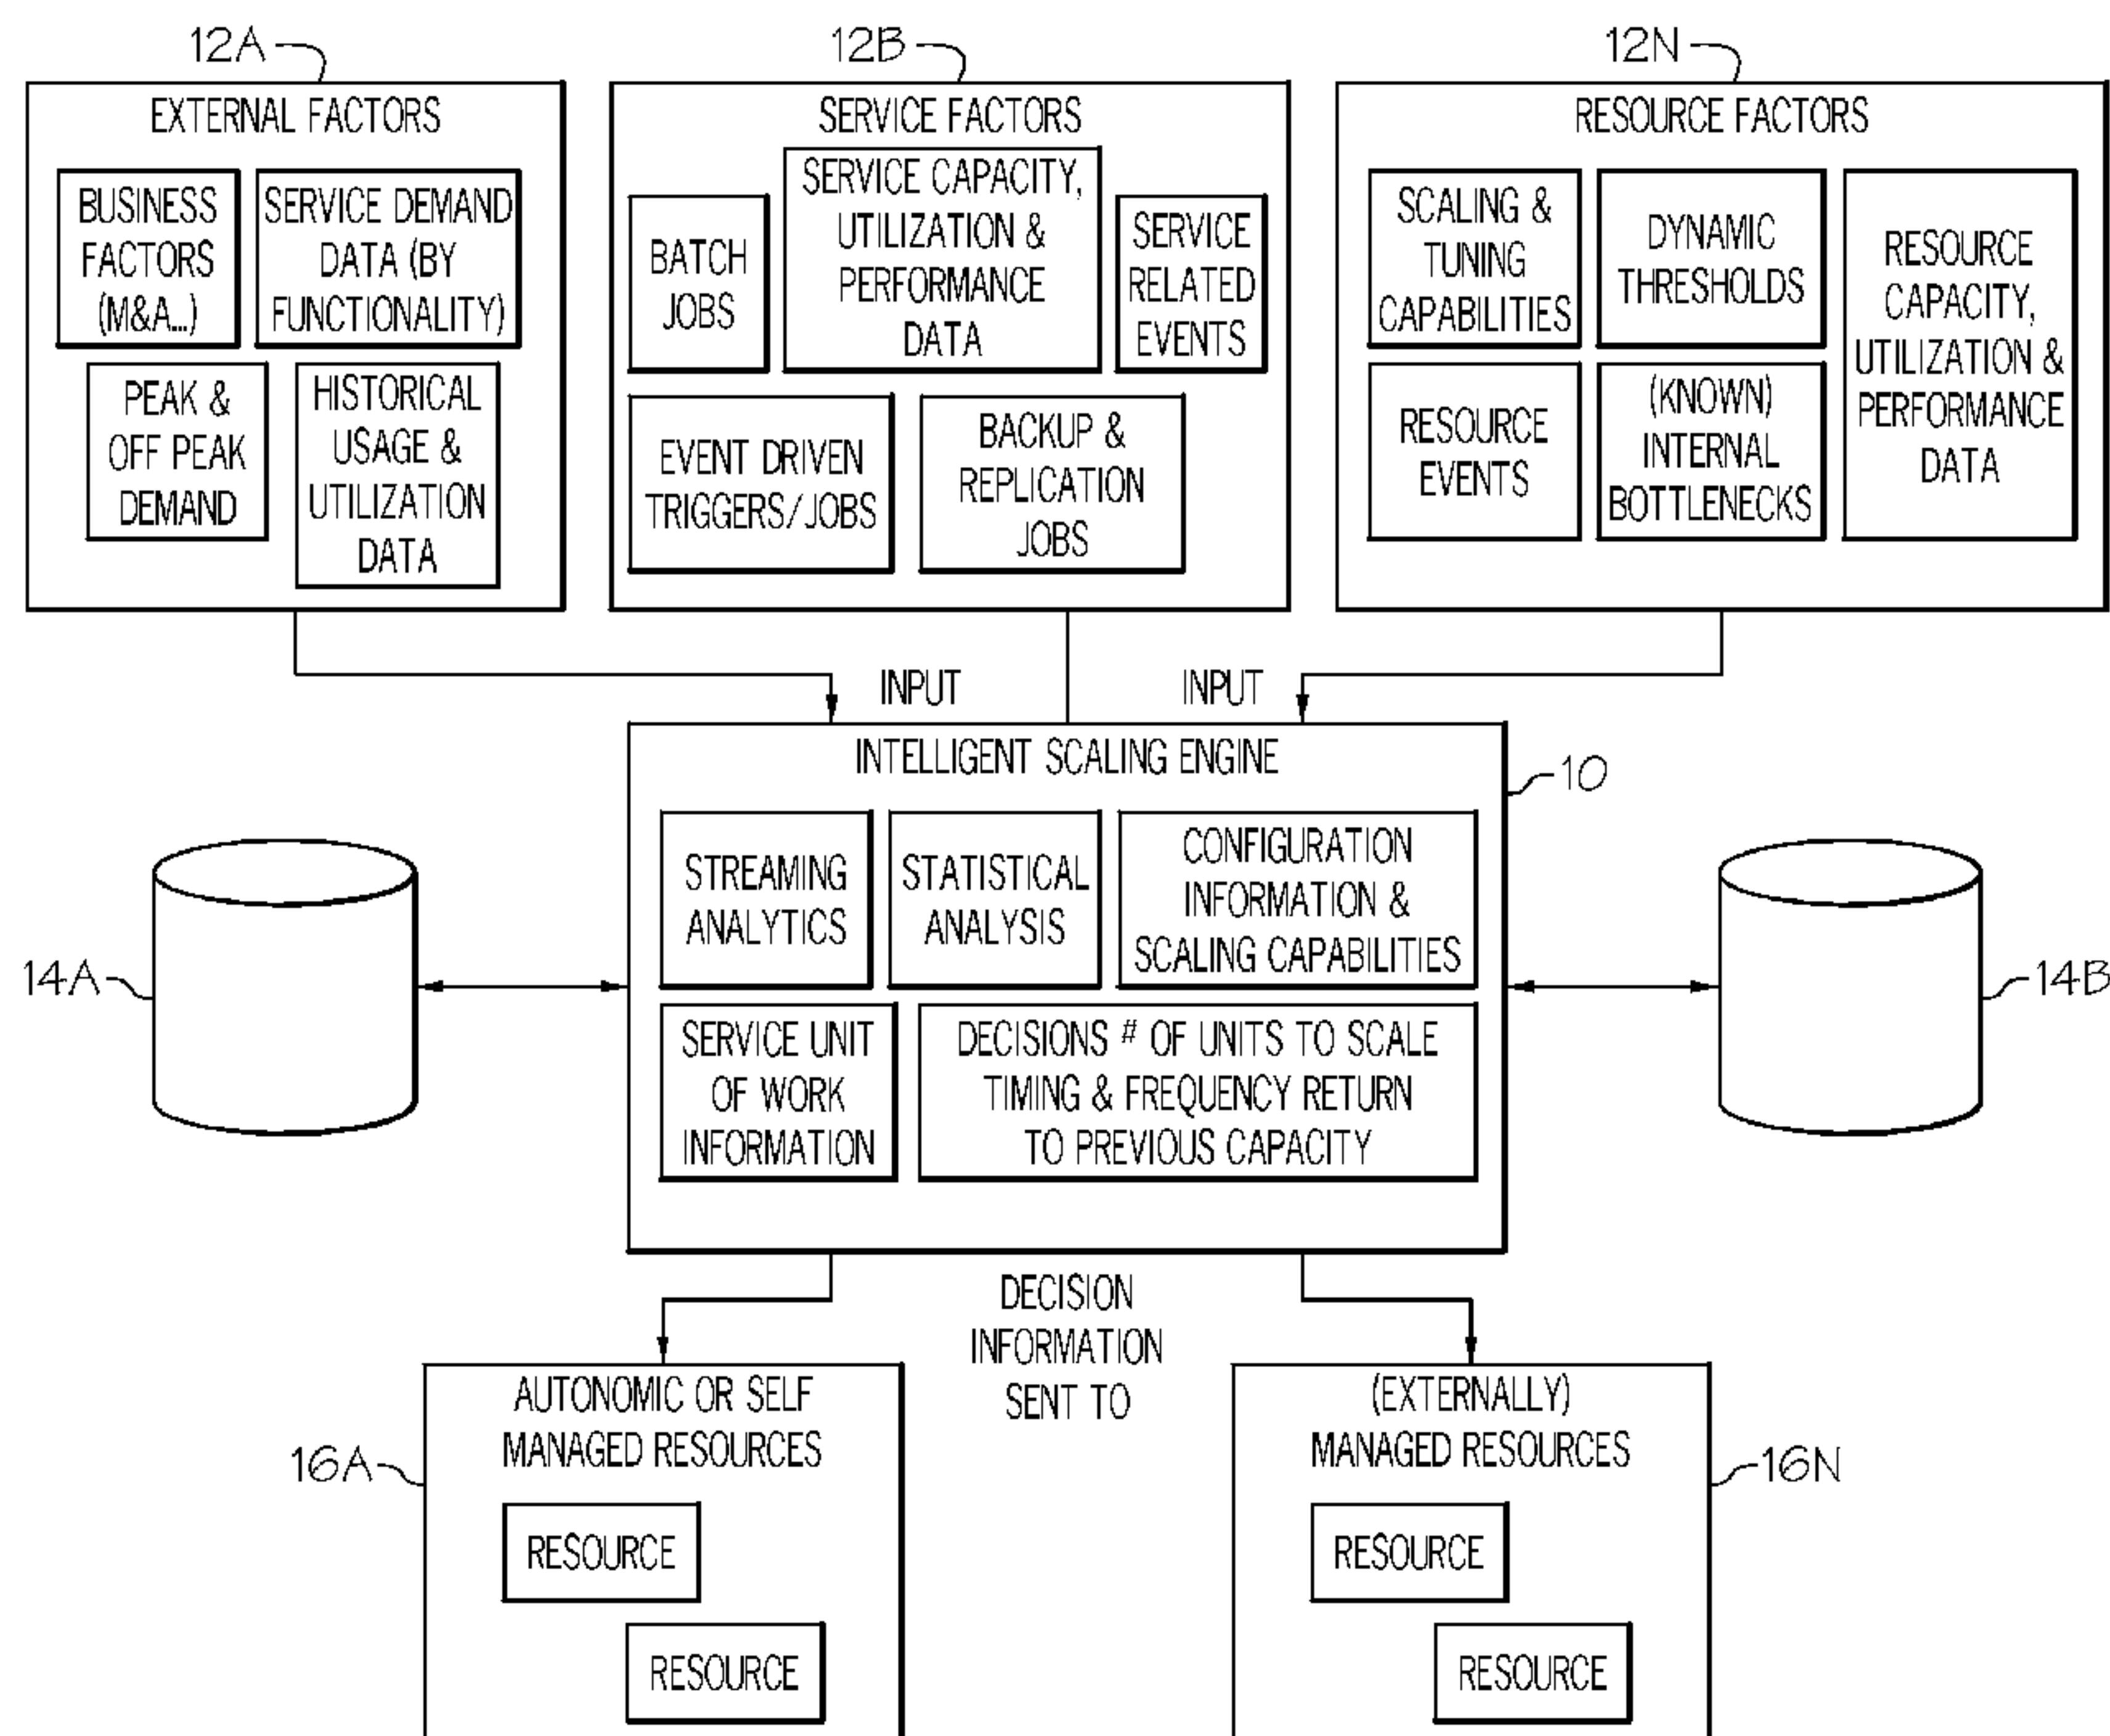 12A
12B
12N
EXTERNAL FACTORS
BUSINESS
FACTORS
(M&A...)
SERVICE DEMAND
DATA (BY
FUNCTIONALITY)
PEAK &
OFF PEAK
DEMAND
HISTORICAL
USAGE &
UTILIZATION
DATA
SERVICE FACTORS
BATCH
JOBS
SERVICE CAPACITY,
UTILIZATION &
PERFORMANCE
DATA
SERVICE
RELATED
EVENTS
EVENT DRIVEN
TRIGGERS/JOBS
BACKUP &
REPLICATION
JOBS
RESOURCE FACTORS
SCALING &
TUNING
CAPABILITIES
DYNAMIC
THRESHOLDS
RESOURCE
CAPACITY,
UTILIZATION &
PERFORMANCE
DATA
RESOURCE
EVENTS
(KNOWN)
INTERNAL
BOTTLENECKS
INPUT
INPUT
INTELLIGENT SCALING ENGINE
10
STREAMING
ANALYTICS
STATISTICAL
ANALYSIS
CONFIGURATION
INFORMATION &
SCALING CAPABILITIES
SERVICE UNIT
OF WORK
INFORMATION
DECISIONS # OF UNITS TO SCALE
TIMING & FREQUENCY RETURN
TO PREVIOUS CAPACITY
14A
14B
DECISION
INFORMATION
SENT TO
AUTONOMIC OR SELF
MANAGED RESOURCES
16A
RESOURCE
RESOURCE
(EXTERNALLY)
MANAGED RESOURCES
16N
RESOURCE
RESOURCE